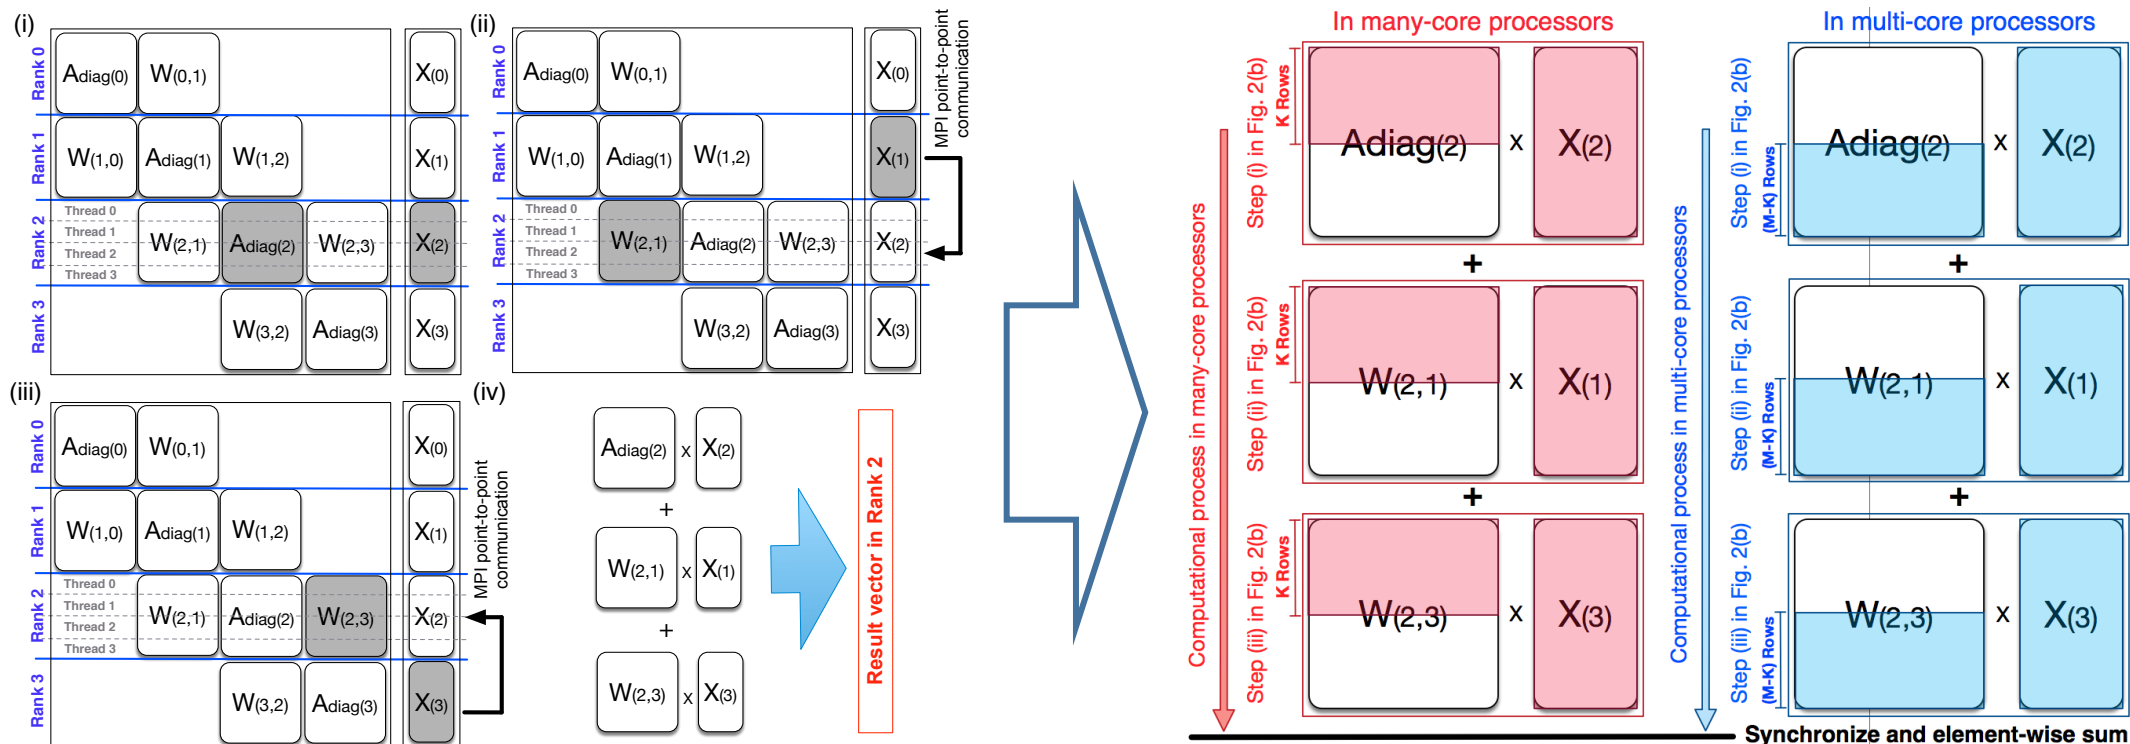 (i)
Rank 0
Adiag(0) W(0,1) X(0)
Rank 1
W(1,0) Adiag(1) W(1,2) X(1)
Rank 2
Thread 0
Thread 1
Thread 2
Thread 3
W(2,1) Adiag(2) W(2,3) X(2)
Rank 3
W(3,2) Adiag(3) X(3)
(ii)
Rank 0
Adiag(0) W(0,1) X(0)
Rank 1
W(1,0) Adiag(1) W(1,2) X(1)
Rank 2
Thread 0
Thread 1
Thread 2
Thread 3
W(2,1) Adiag(2) W(2,3) X(2)
Rank 3
W(3,2) Adiag(3) X(3)
MPI point-to-point
communication
(iii)
Rank 0
Adiag(0) W(0,1) X(0)
Rank 1
W(1,0) Adiag(1) W(1,2) X(1)
Rank 2
Thread 0
Thread 1
Thread 2
Thread 3
W(2,1) Adiag(2) W(2,3) X(2)
Rank 3
W(3,2) Adiag(3) X(3)
MPI point-to-point
communication
(iv)
Adiag(2) x X(2)
+
W(2,1) x X(1)
+
W(2,3) x X(3)
Result vector in Rank 2
In many-core processors
Computational process in many-core processors
Step (i) in Fig. 2(b)
K Rows
Adiag(2) x X(2)
+
Step (ii) in Fig. 2(b)
K Rows
W(2,1) x X(1)
+
Step (iii) in Fig. 2(b)
K Rows
W(2,3) x X(3)
In multi-core processors
Computational process in multi-core processors
Step (i) in Fig. 2(b)
(M-K) Rows
Adiag(2) x X(2)
+
Step (ii) in Fig. 2(b)
(M-K) Rows
W(2,1) x X(1)
+
Step (iii) in Fig. 2(b)
(M-K) Rows
W(2,3) x X(3)
Synchronize and element-wise sum